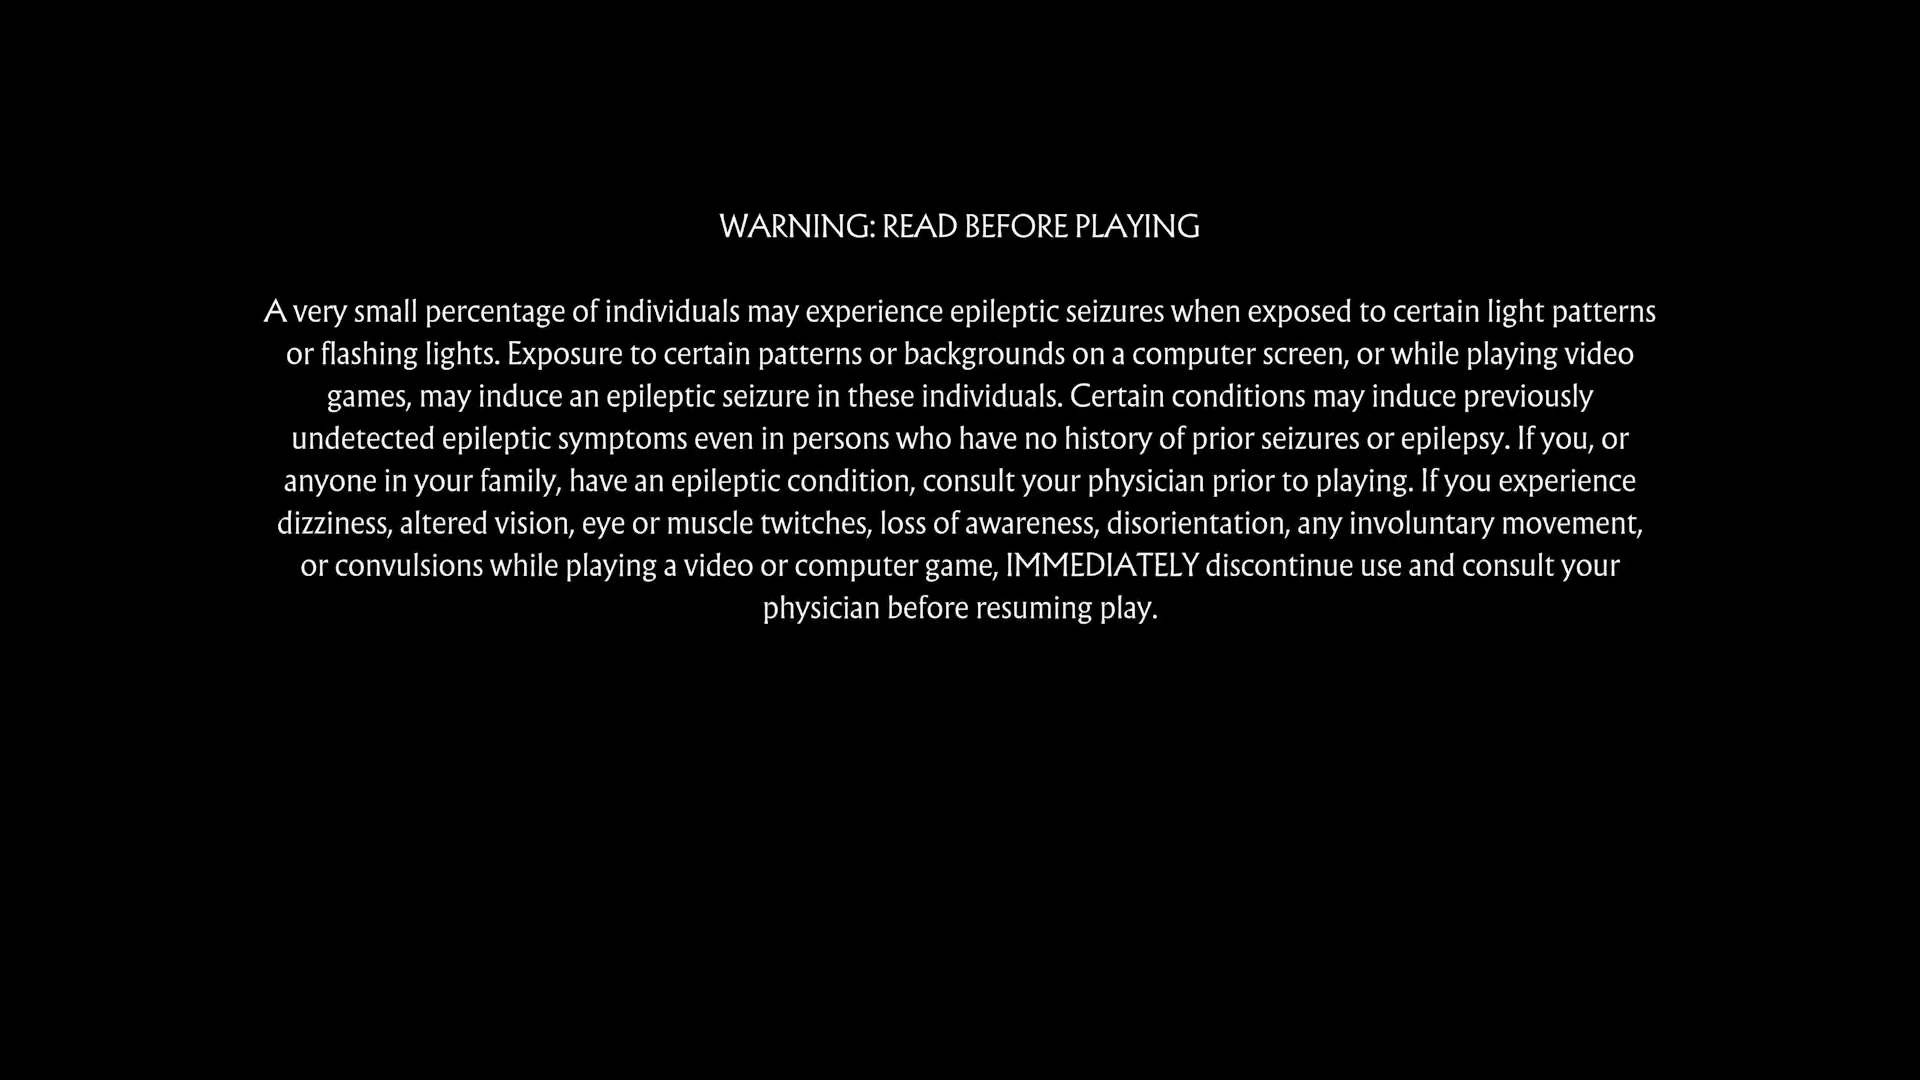 WARNING: READ BEFORE PLAYING
A very small percentage of individuals may experience epileptic seizures when exposed to certain light patterns
or flashing lights. Exposure to certain patterns or backgrounds on a computer screen, or while playing video
games, may induce an epileptic seizure in these individuals. Certain conditions may induce previously
undetected epileptic symptoms even in persons who have no history of prior seizures or epilepsy. If you, or
anyone in your family, have an epileptic condition, consult your physician prior to playing. If you experience
dizziness, altered vision, eye or muscle twitches, loss of awareness, disorientation, any involuntary movement,
or convulsions while playing a video or computer game, IMMEDIATELY discontinue use and consult your
physician before resuming play.